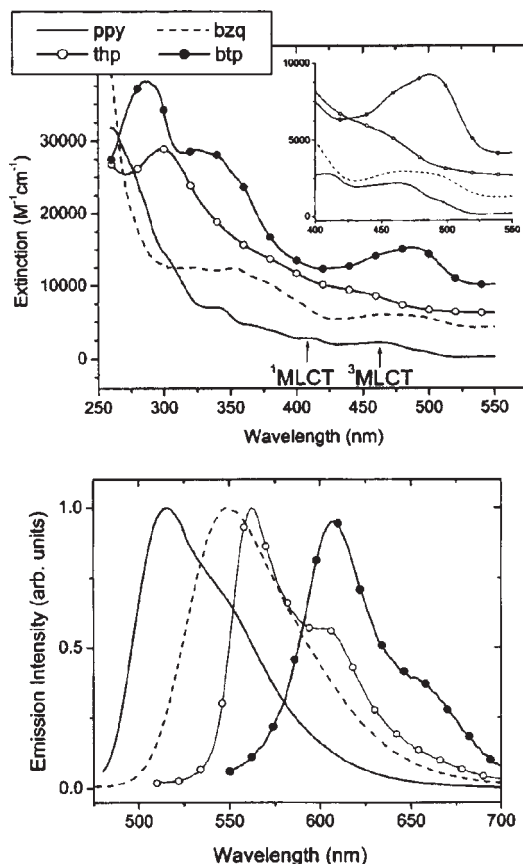 ppy bzq
thp btp
Extinction (M⁻¹cm⁻¹)
30000
20000
10000
0
10000
5000
0
400 450 500 550
¹MLCT ³MLCT
250 300 350 400 450 500 550
Wavelength (nm)
Emission Intensity (arb. units)
1.0
0.5
0.0
500 550 600 650 700
Wavelength (nm)